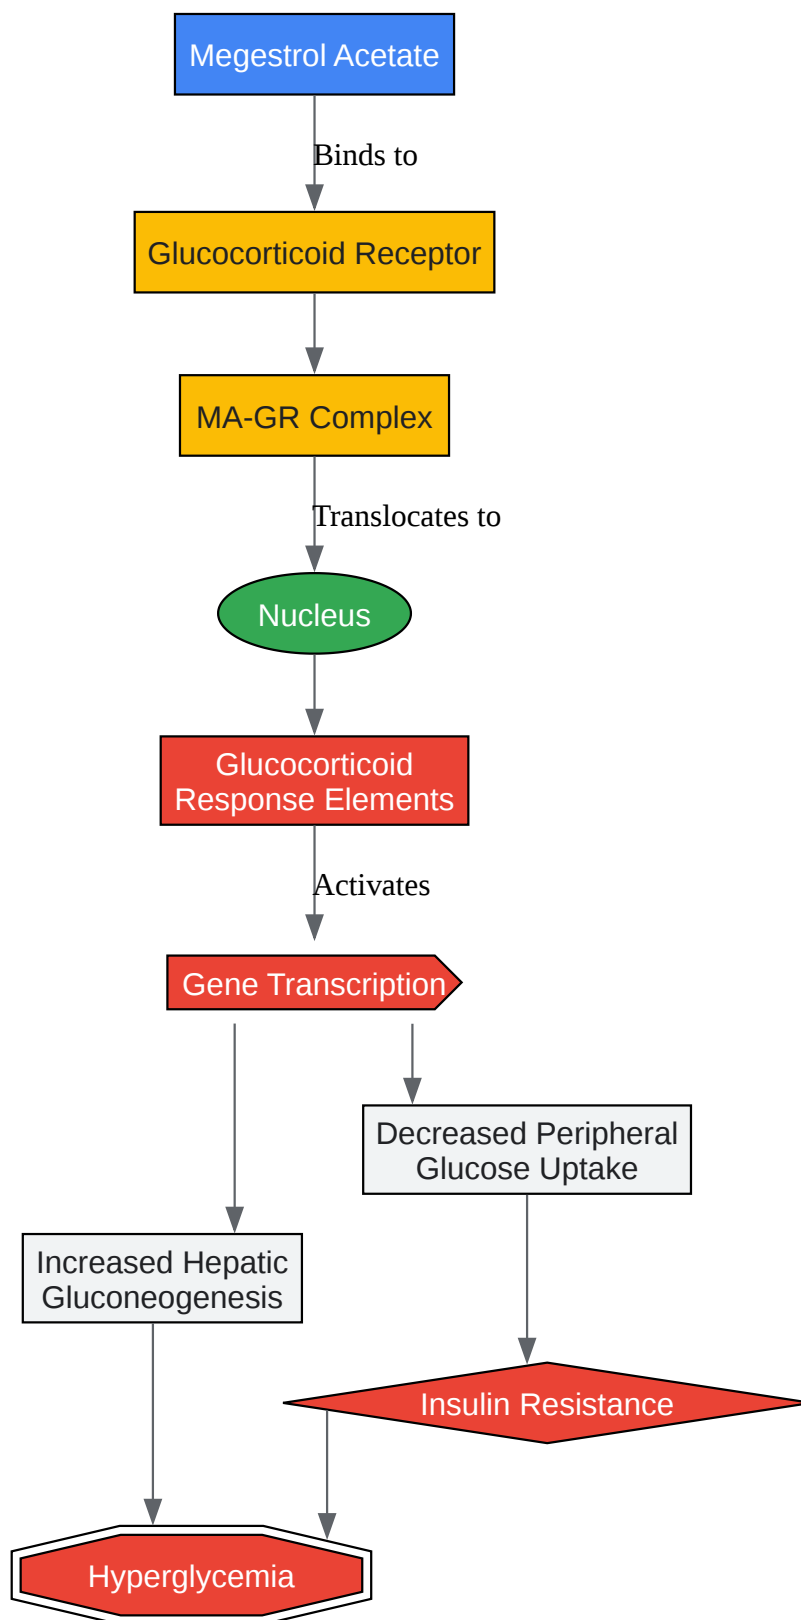 Megestrol Acetate
Binds to
Glucocorticoid Receptor
MA-GR Complex
Translocates to
Nucleus
Glucocorticoid
Response Elements
Activates
Gene Transcription
Decreased Peripheral
Glucose Uptake
Increased Hepatic
Gluconeogenesis
Insulin Resistance
Hyperglycemia